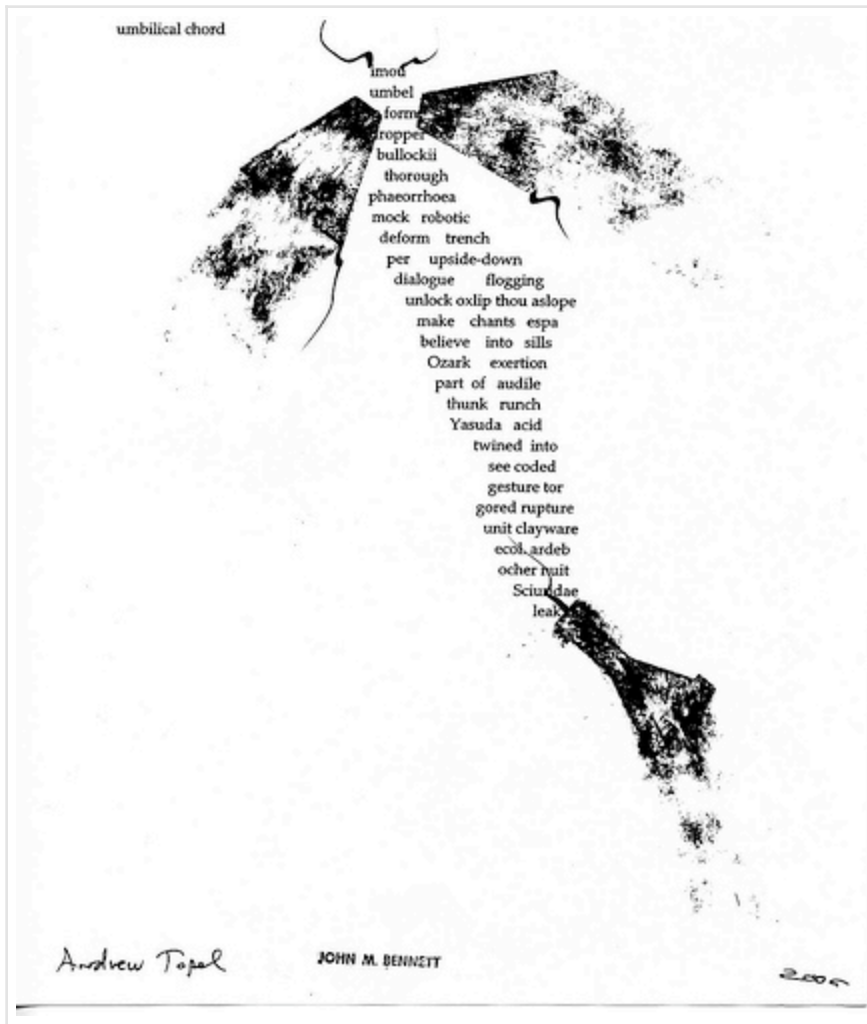 umbilical chord
imou
umbel
form
ropper
bullockii
thorough
phaeorrhoea
mock robotic
deform trench
per upside-down
dialogue flogging
unlock oxlip thou aslope
make chants espa
believe into sills
Ozark exertion
part of audile
thunk runch
Yasuda acid
twined into
see coded
gesture tor
gored rupture
unit clayware
ecol. ardeb
ocher nuit
Sciuridae
leak
Andrew Topel
JOHN M. BENNETT